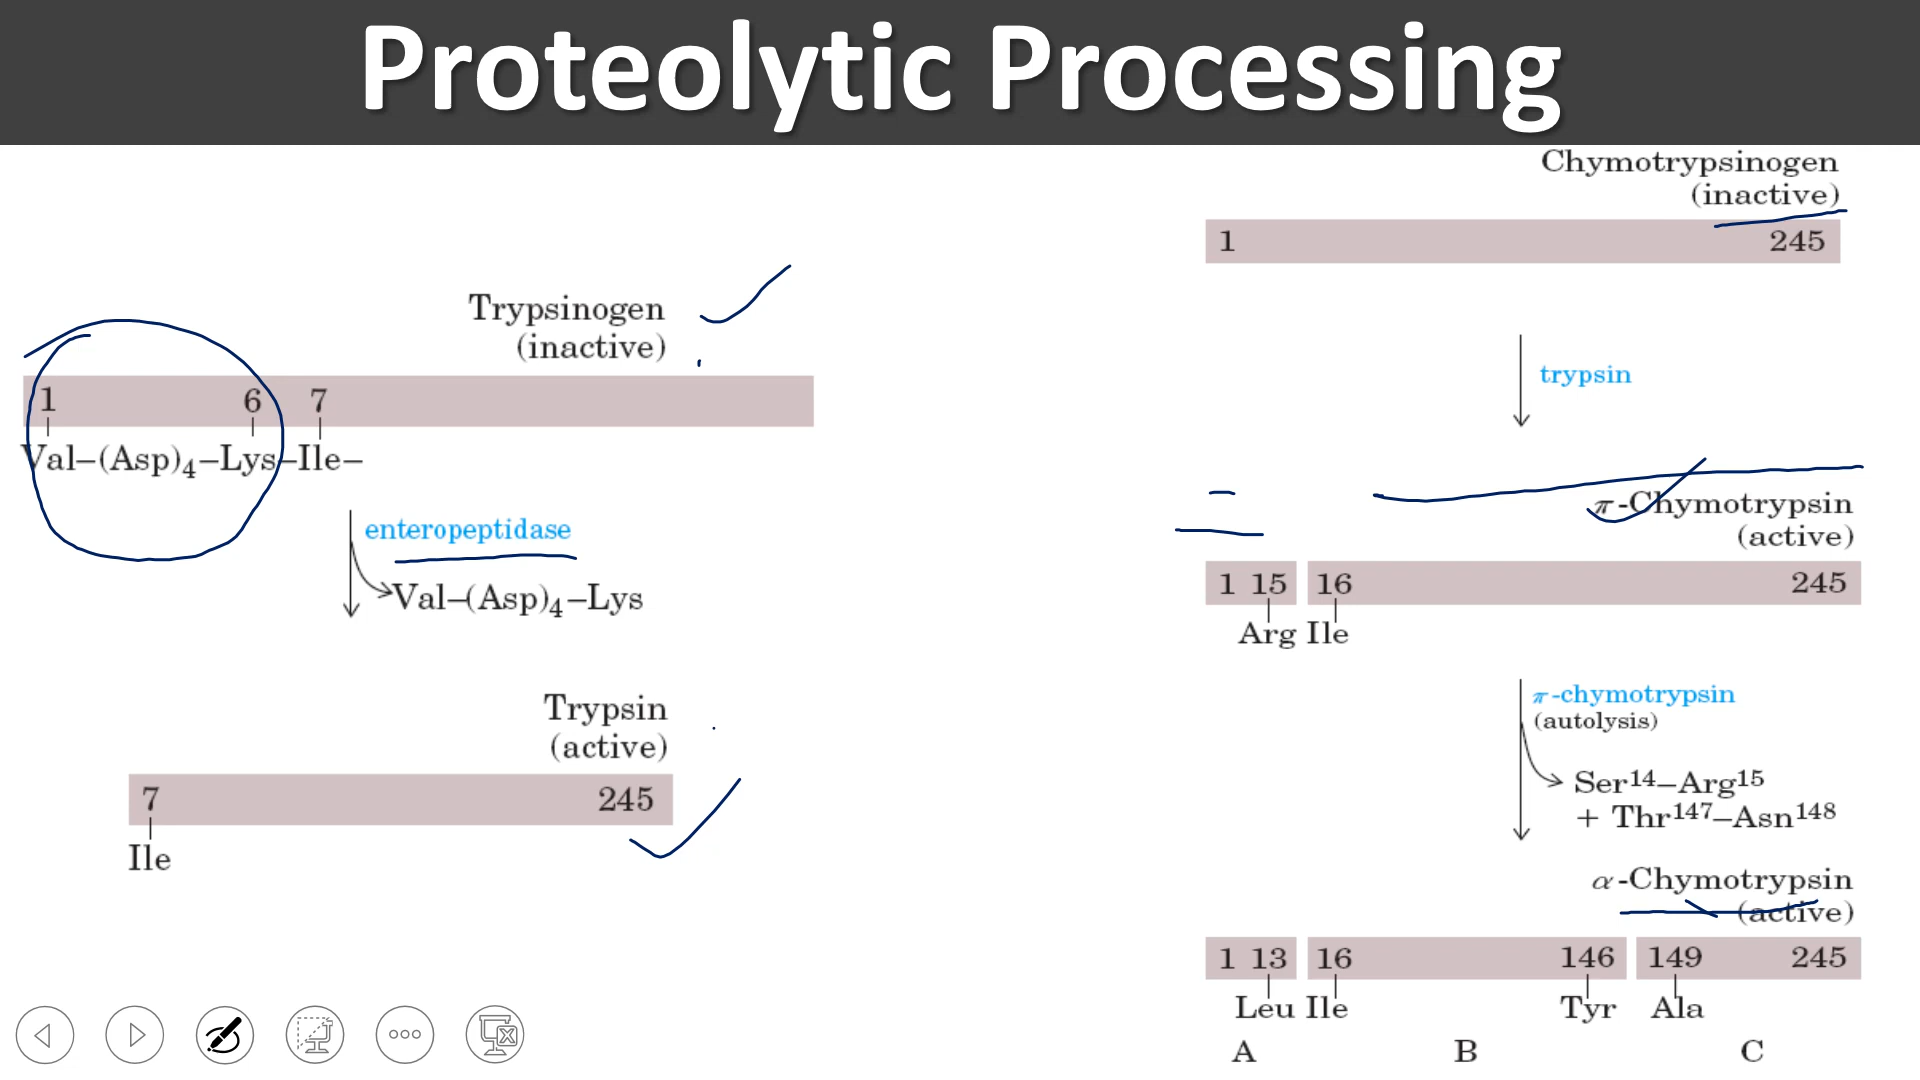 Proteolytic Processing
Trypsinogen
(inactive)
1 6 7
Val–(Asp)₄–Lys–Ile–
enteropeptidase
Val–(Asp)₄–Lys
Trypsin
(active)
7 245
Ile
Chymotrypsinogen
(inactive)
1 245
trypsin
π-Chymotrypsin
(active)
1 15 16 245
Arg Ile
π-chymotrypsin
(autolysis)
Ser¹⁴–Arg¹⁵
+ Thr¹⁴⁷–Asn¹⁴⁸
α-Chymotrypsin
(active)
1 13 16 146 149 245
Leu Ile Tyr Ala
A B C